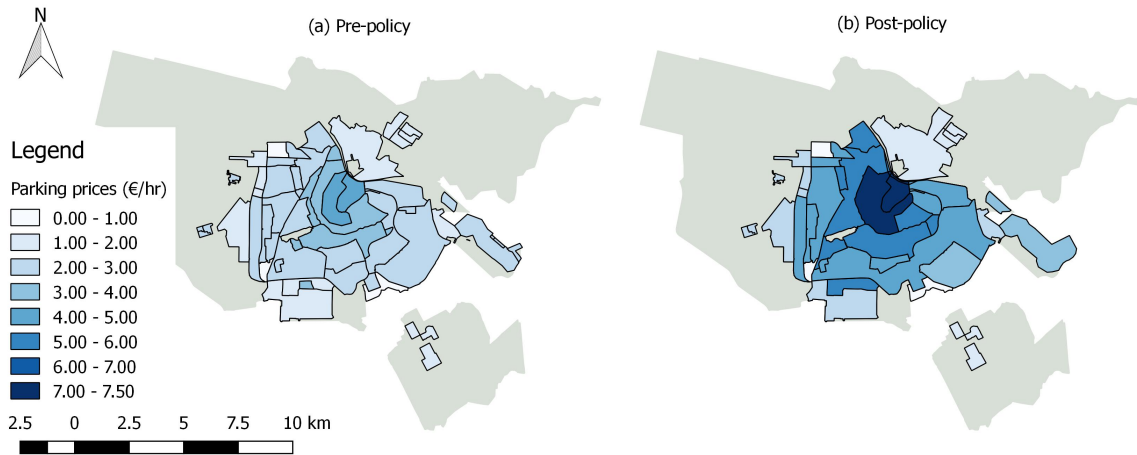 N
(a) Pre-policy
(b) Post-policy
Legend
Parking prices (€/hr)
0.00 - 1.00
1.00 - 2.00
2.00 - 3.00
3.00 - 4.00
4.00 - 5.00
5.00 - 6.00
6.00 - 7.00
7.00 - 7.50
2.5 0 2.5 5 7.5 10 km